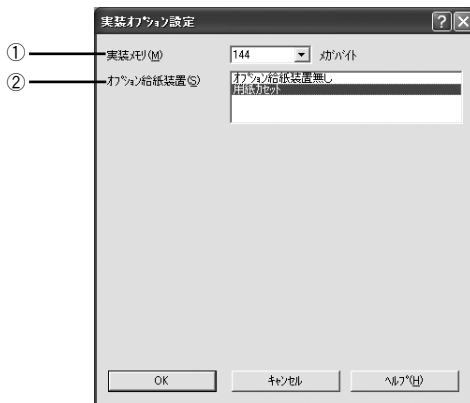 実装ｵﾌﾟｼｮﾝ設定
① 実装ﾒﾓﾘ(M) 144 ﾒｶﾞﾊﾞｲﾄ
② ｵﾌﾟｼｮﾝ給紙装置(S) ｵﾌﾟｼｮﾝ給紙装置無し
用紙ｶｾｯﾄ
OK ｷｬﾝｾﾙ ﾍﾙﾌﾟ(H)